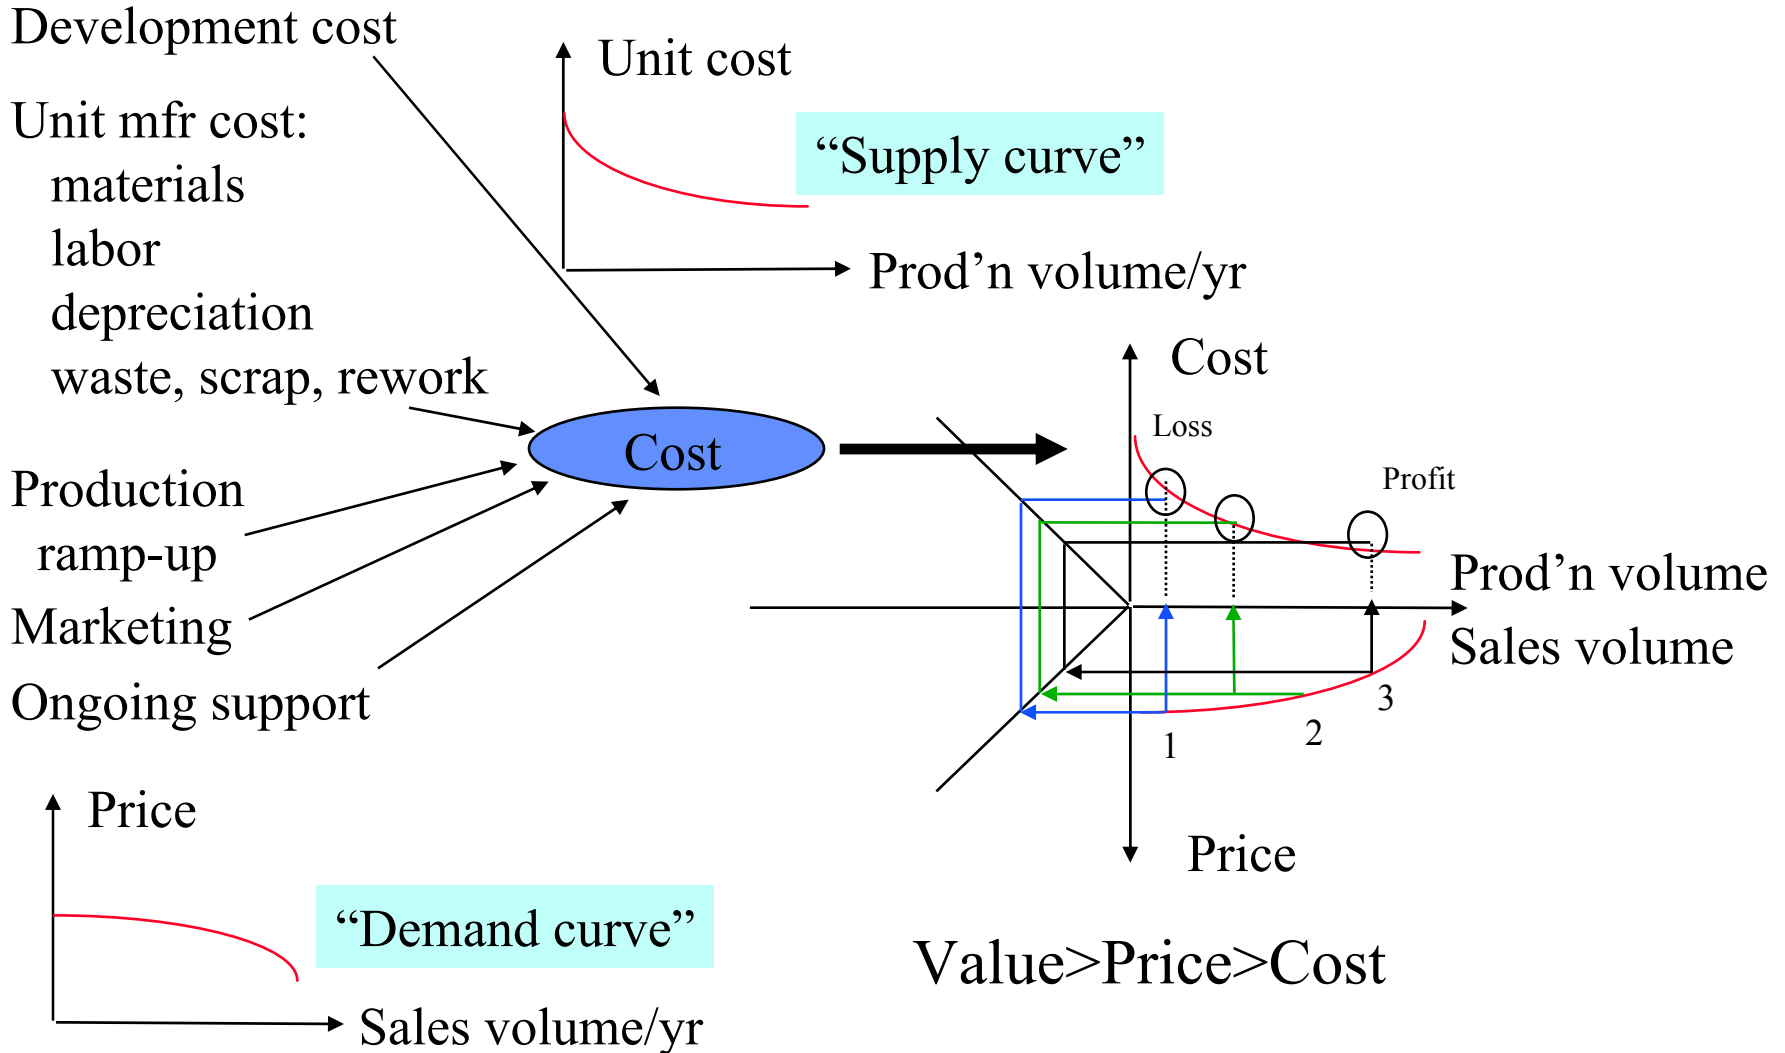 Development cost
Unit mfr cost:
materials
labor
depreciation
waste, scrap, rework
Production
ramp-up
Marketing
Ongoing support
Unit cost
“Supply curve”
Prod’n volume/yr
Cost
Cost
Loss
Profit
Prod’n volume
Sales volume
1
2
3
Price
Price
“Demand curve”
Sales volume/yr
Value>Price>Cost